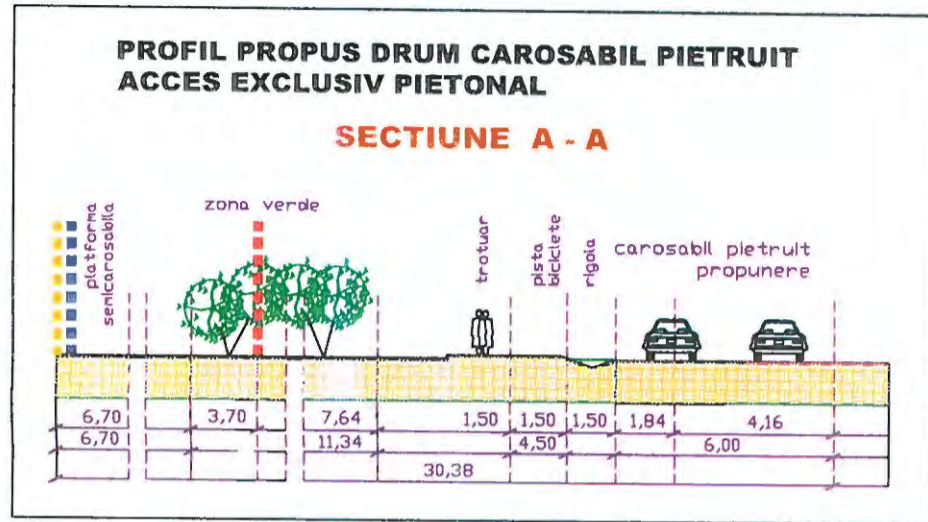 PROFIL PROPUS DRUM CAROSABIL PIETRUIT
ACCES EXCLUSIV PIETONAL
SECTIUNE A - A
platforma
semicarosabila
zona verde
trotuar
pista
biciclete
rigola
carosabil pietruit
propunere
6,70 3,70 7,64 1,50 1,50 1,50 1,84 4,16
6,70 11,34 4,50 6,00
30,38